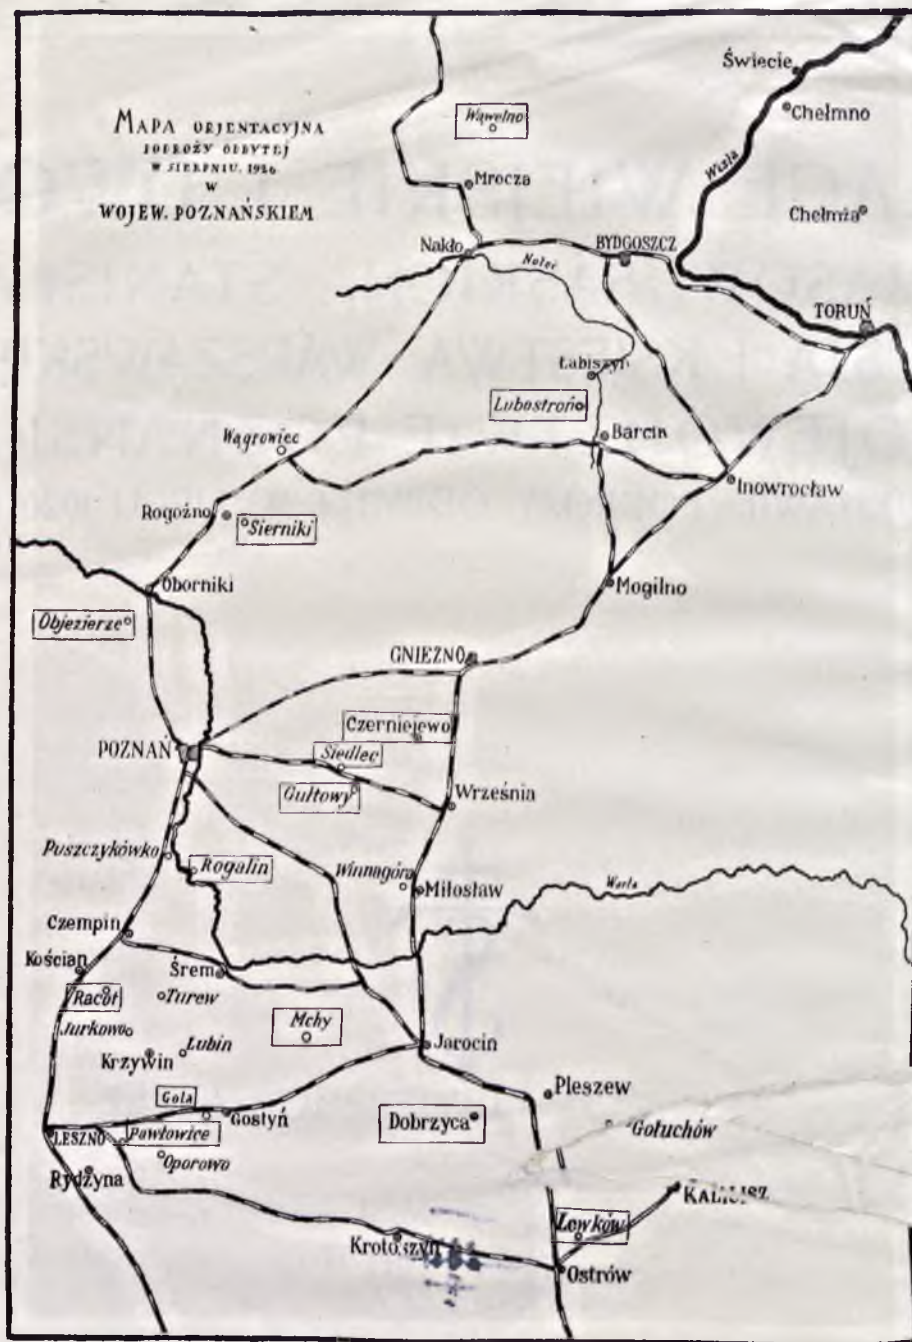 MAPA ORJENTACYJNA
PODROŻY ODBYTEJ
W SIERPNIU. 1926
W
WOJEW. POZNAŃSKIEM
Świecie
Chełmno
Wisła
Wąwelno
Mrocza
Chełmża
Nakło
BYDGOSZCZ
Noteć
TORUŃ
Łabiszyn
Lubostroń
Barcin
Wągrowiec
Inowrocław
Rogoźno
Sierniki
Oborniki
Mogilno
Objezierze
GNIEZNO
Czerniejewo
POZNAŃ
Siedlec
Gułtowy
Września
Puszczykówko
Rogalin
Winnagóra
Miłosław
Warta
Czempin
Kościan
Śrem
Racot
Turew
Jurkowo
Mchy
Krzywin
Lubin
Jarocin
Pleszew
Gola
Gostyń
Dobrzyca
Gołuchów
LESZNO
Pawłowice
Oporowo
Rydzyna
KALIUISZ
Lewków
Krotoszyn
Ostrów